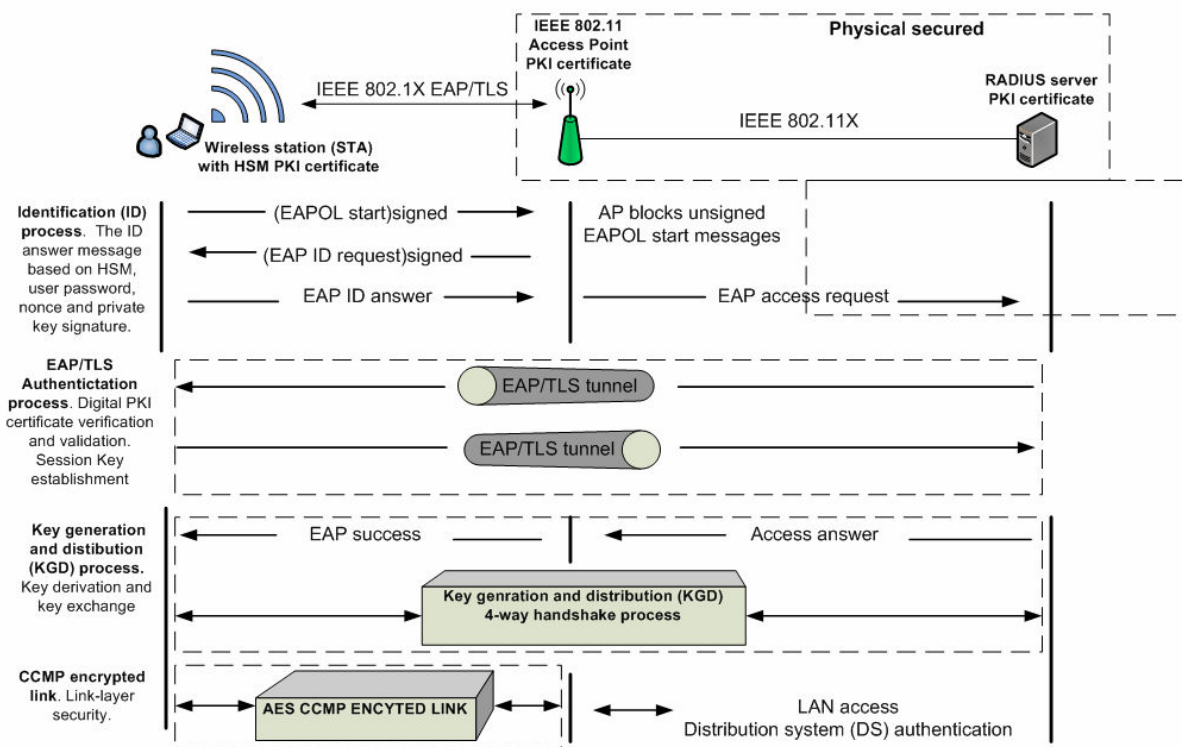 IEEE 802.11
Access Point
PKI certificate
Physical secured
RADIUS server
PKI certificate
IEEE 802.1X EAP/TLS
IEEE 802.11X
Wireless station (STA)
with HSM PKI certificate
Identification (ID)
process. The ID
answer message
based on HSM,
user password,
nonce and private
key signature.
(EAPOL start)signed
AP blocks unsigned
EAPOL start messages
(EAP ID request)signed
EAP ID answer
EAP access request
EAP/TLS
Authentictation
process. Digital PKI
certificate verification
and validation.
Session Key
establishment
EAP/TLS tunnel
EAP/TLS tunnel
Key generation
and distibution
(KGD) process.
Key derivation and
key exchange
EAP success
Access answer
Key genration and distribution (KGD)
4-way handshake process
CCMP encrypted
link. Link-layer
security.
AES CCMP ENCYTED LINK
LAN access
Distribution system (DS) authentication